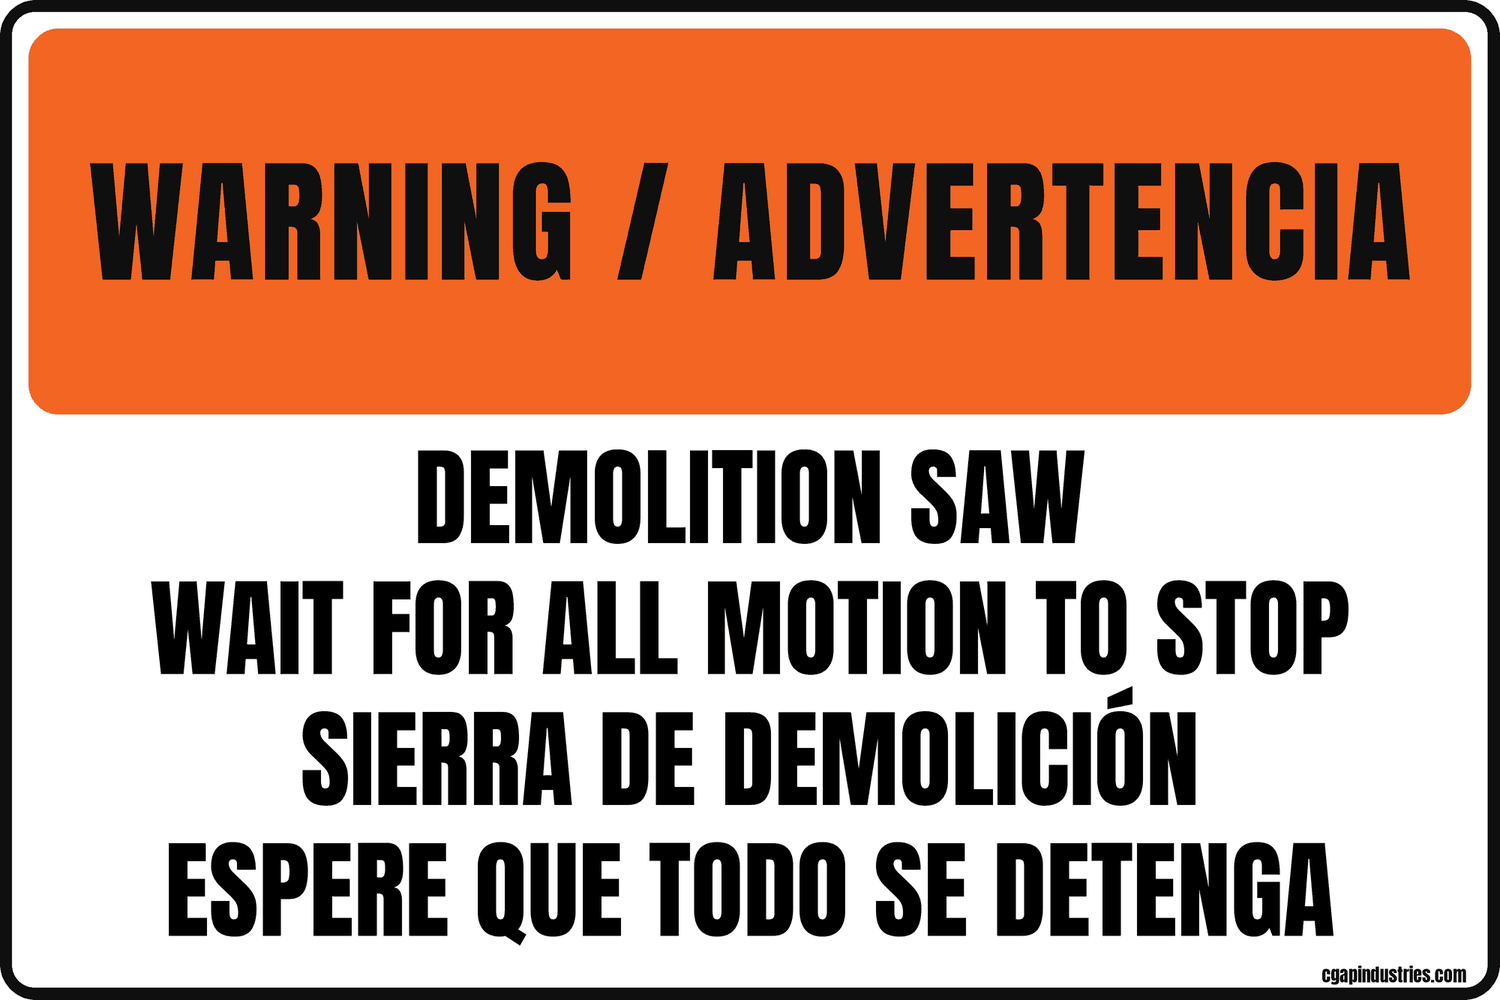 WARNING / ADVERTENCIA
DEMOLITION SAW
WAIT FOR ALL MOTION TO STOP
SIERRA DE DEMOLICIÓN
ESPERE QUE TODO SE DETENGA
cgapindustries.com